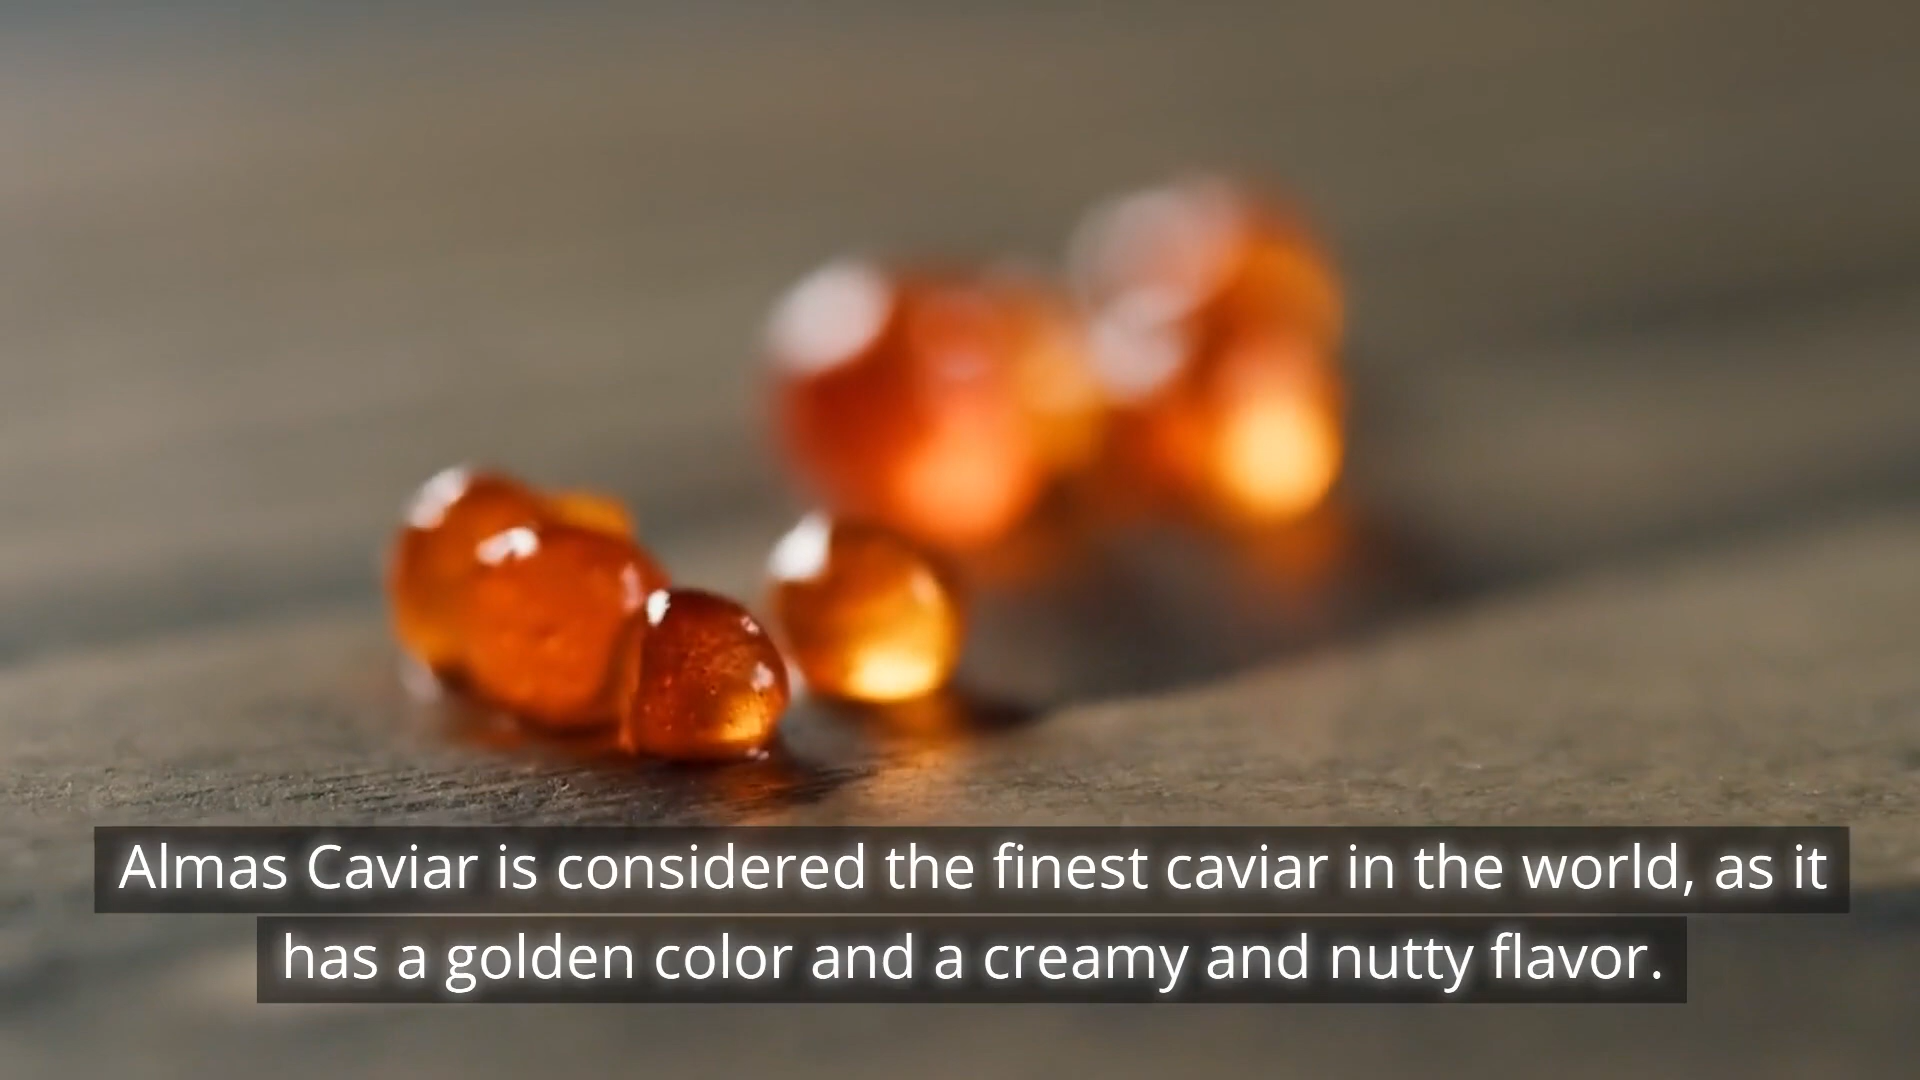 Almas Caviar is considered the finest caviar in the world, as it
has a golden color and a creamy and nutty flavor.